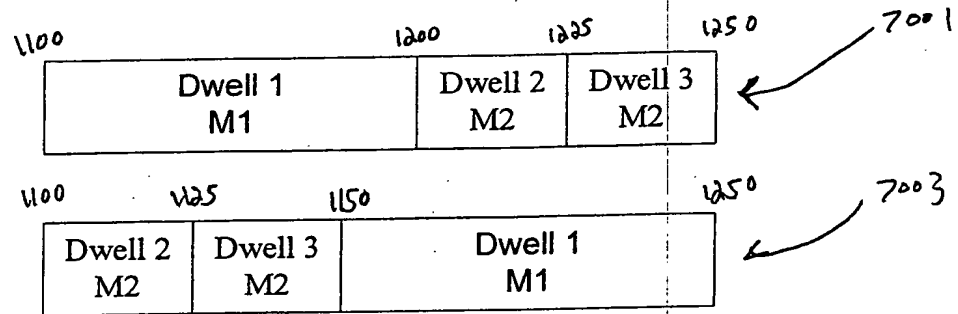 1100 1200 1225 1250 7001
Dwell 1 Dwell 2 Dwell 3
M1 M2 M2
1100 1125 1150 1250 7003
Dwell 2 Dwell 3 Dwell 1
M2 M2 M1